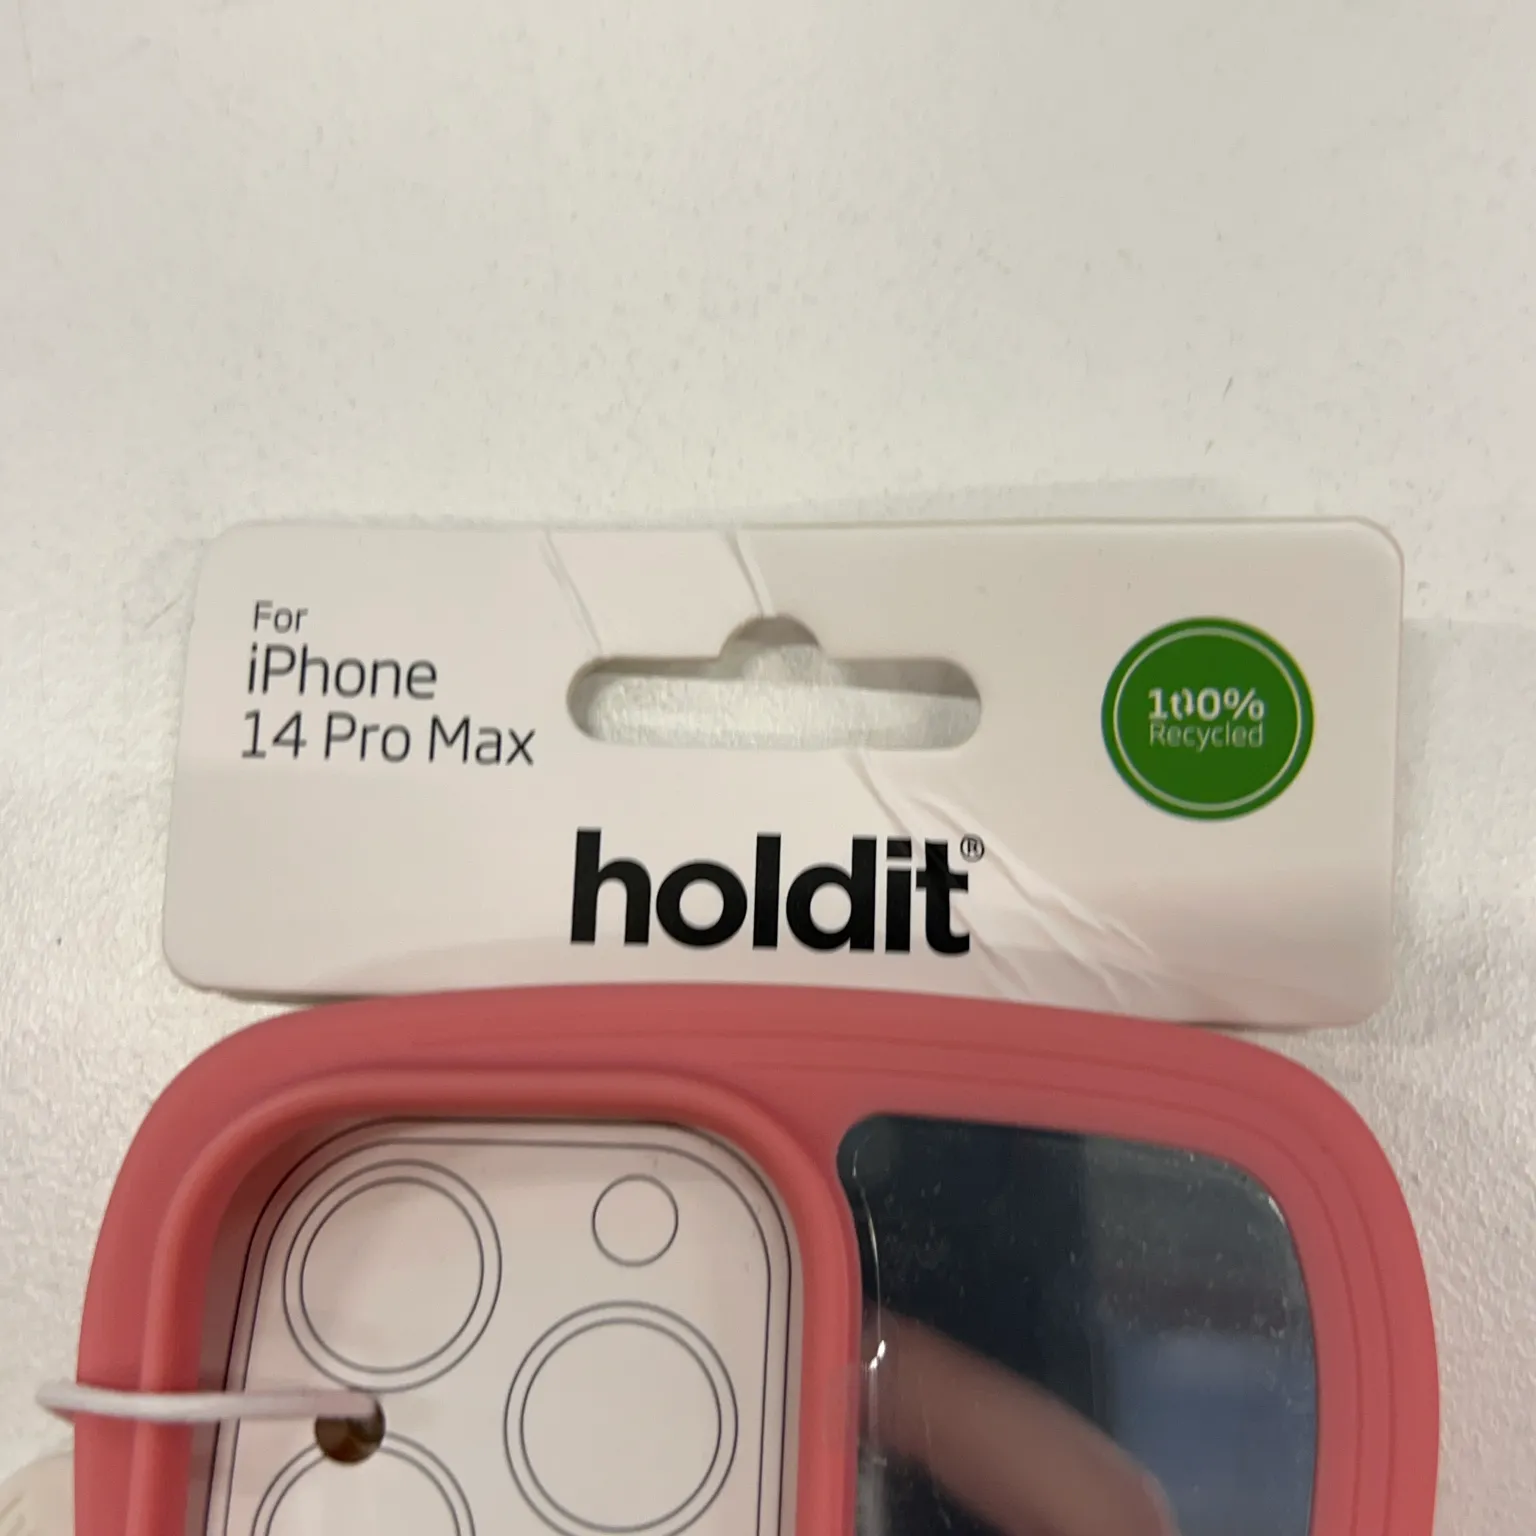 For
iPhone
14 Pro Max
100%
Recycled
holdit®